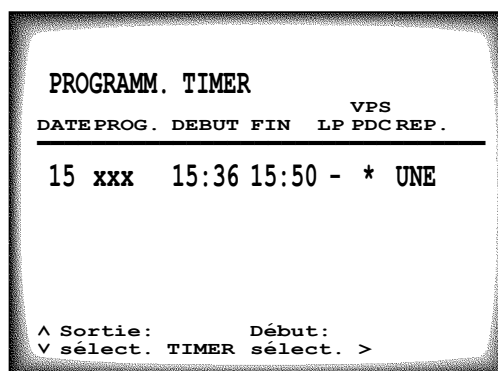 PROGRAMM. TIMER
VPS
DATE PROG. DEBUT FIN LP PDC REP.
15 xxx 15:36 15:50 - * UNE
^ Sortie: Début:
v sélect. TIMER sélect. >